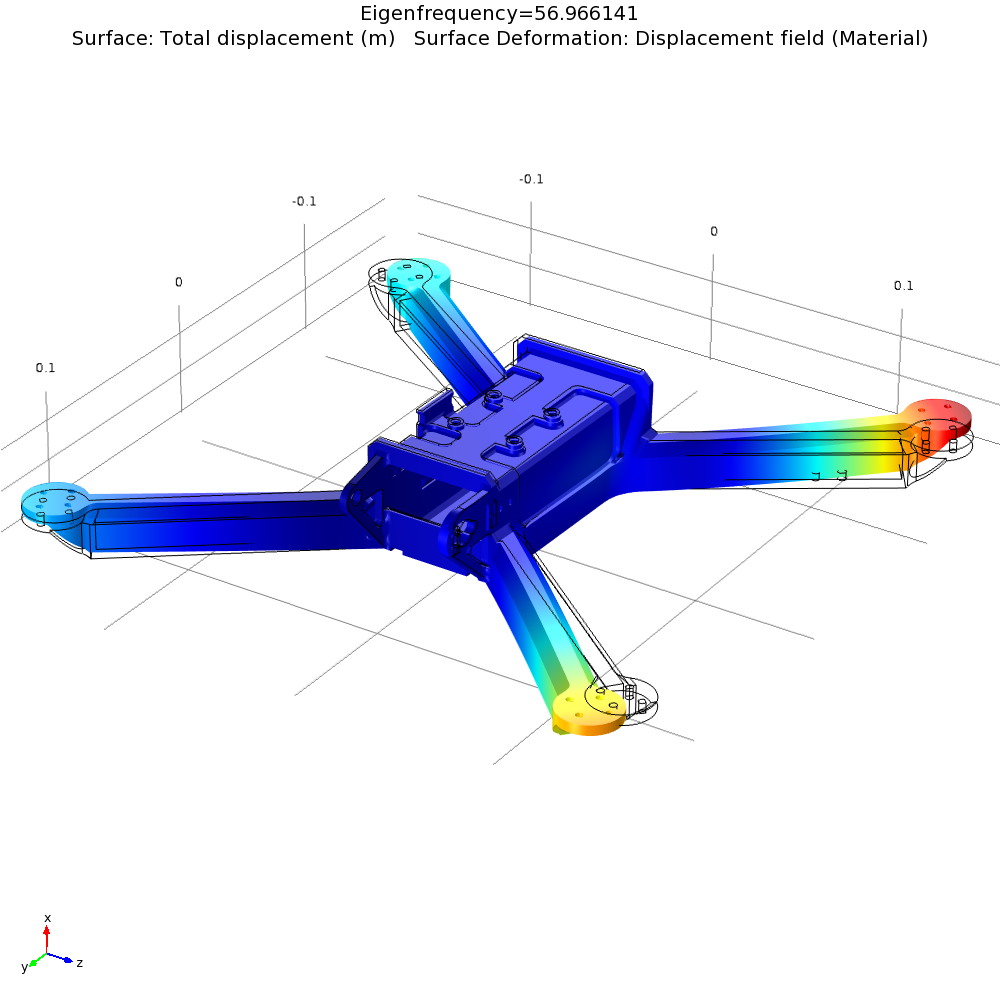 Eigenfrequency=56.966141
Surface: Total displacement (m)   Surface Deformation: Displacement field (Material)
-0.1
-0.1
0
0
0.1
0.1
x
y
z